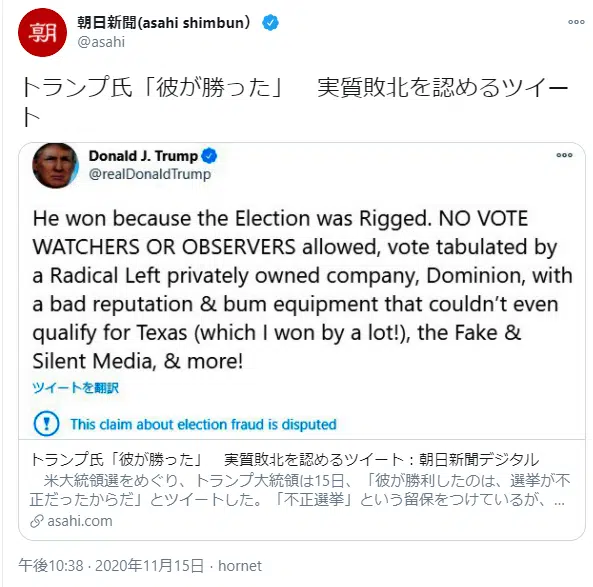 朝
朝日新聞(asahi shimbun）
@asahi
トランプ氏「彼が勝った」　実質敗北を認めるツイー
ト
Donald J. Trump
@realDonaldTrump
He won because the Election was Rigged. NO VOTE
WATCHERS OR OBSERVERS allowed, vote tabulated by
a Radical Left privately owned company, Dominion, with
a bad reputation & bum equipment that couldn’t even
qualify for Texas (which I won by a lot!), the Fake &
Silent Media, & more!
ツイートを翻訳
This claim about election fraud is disputed
トランプ氏「彼が勝った」　実質敗北を認めるツイート：朝日新聞デジタル
　米大統領選をめぐり、トランプ大統領は15日、「彼が勝利したのは、選挙が不
正だったからだ」とツイートした。「不正選挙」という留保をつけているが、...
asahi.com
午後10:38 · 2020年11月15日 · hornet